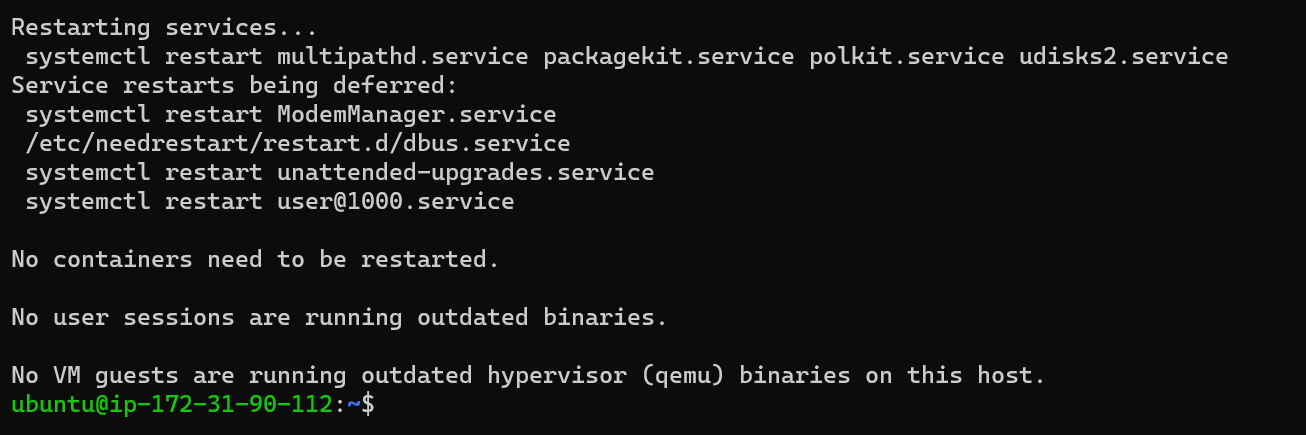 Restarting services...
 systemctl restart multipathd.service packagekit.service polkit.service udisks2.service
Service restarts being deferred:
 systemctl restart ModemManager.service
 /etc/needrestart/restart.d/dbus.service
 systemctl restart unattended-upgrades.service
 systemctl restart user@1000.service
No containers need to be restarted.
No user sessions are running outdated binaries.
No VM guests are running outdated hypervisor (qemu) binaries on this host.
ubuntu@ip-172-31-90-112:~$